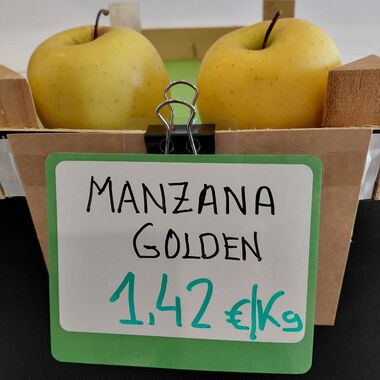 MANZANA
GOLDEN
1,42 €/Kg